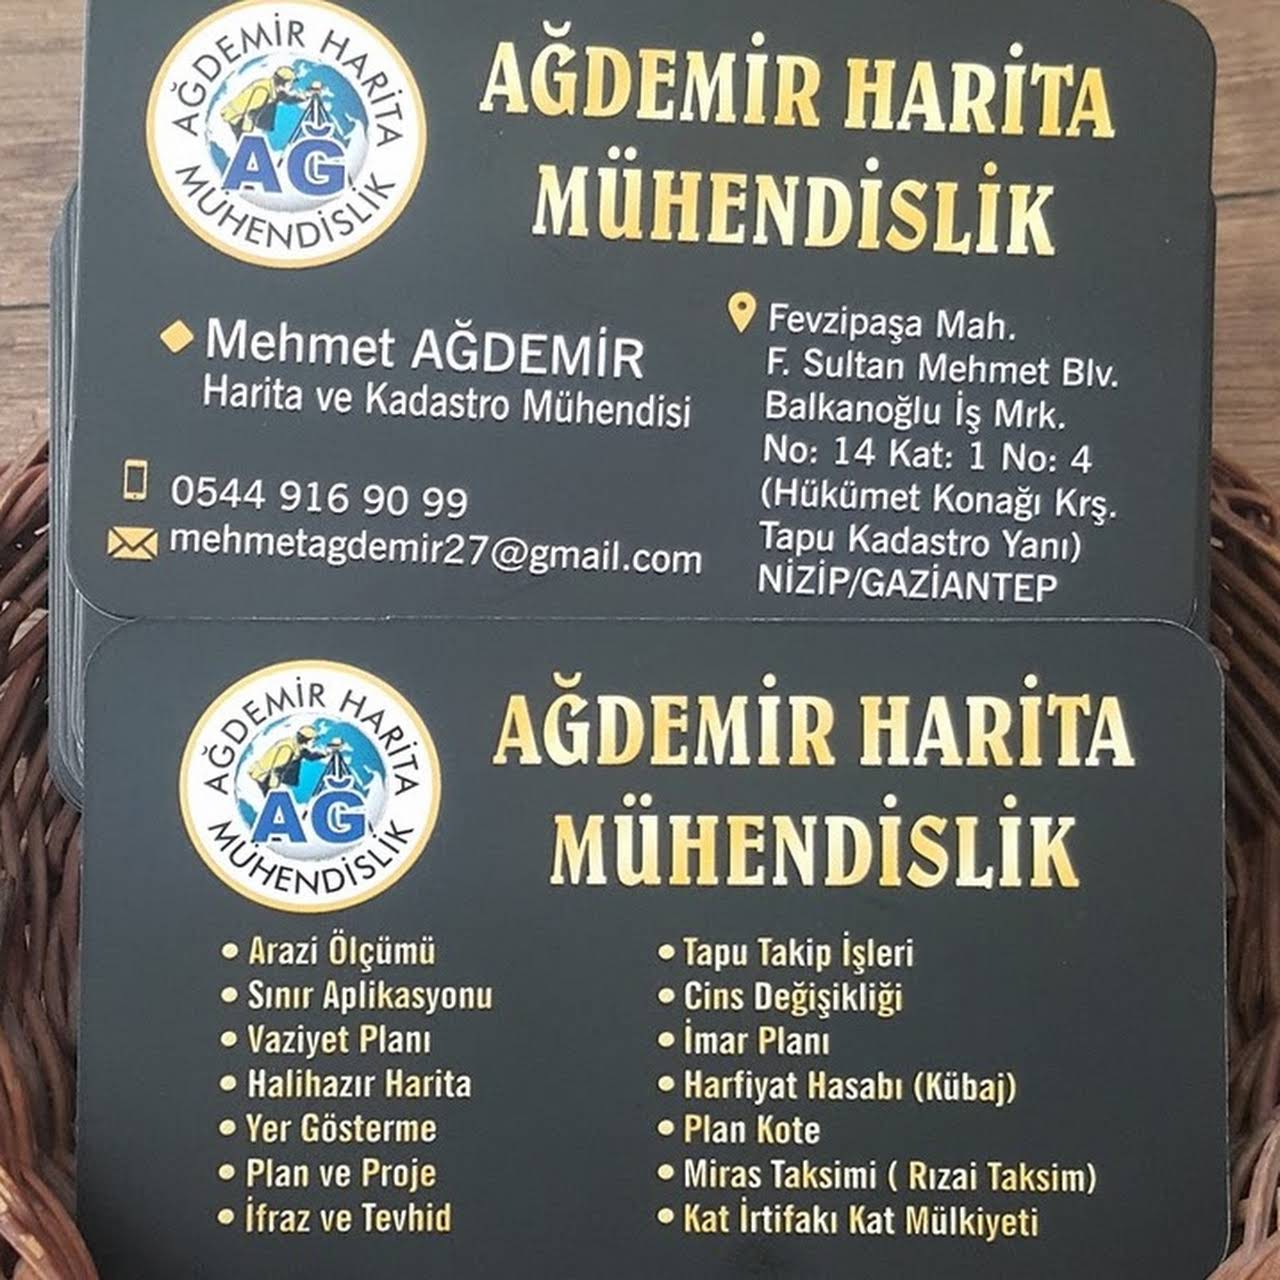 AĞDEMİR HARİTA
MÜHENDİSLİK
AĞ
AĞDEMİR HARİTA
MÜHENDİSLİK
Mehmet AĞDEMİR
Harita ve Kadastro Mühendisi
0544 916 90 99
mehmetagdemir27@gmail.com
Fevzipaşa Mah.
F. Sultan Mehmet Blv.
Balkanoğlu İş Mrk.
No: 14 Kat: 1 No: 4
(Hükümet Konağı Krş.
Tapu Kadastro Yanı)
NİZİP/GAZİANTEP
AĞDEMİR HARİTA
MÜHENDİSLİK
AĞ
AĞDEMİR HARİTA
MÜHENDİSLİK
• Arazi Ölçümü
• Sınır Aplikasyonu
• Vaziyet Planı
• Halihazır Harita
• Yer Gösterme
• Plan ve Proje
• İfraz ve Tevhid
• Tapu Takip İşleri
• Cins Değişikliği
• İmar Planı
• Harfiyat Hasabı (Kübaj)
• Plan Kote
• Miras Taksimi ( Rızai Taksim)
• Kat İrtifakı Kat Mülkiyeti